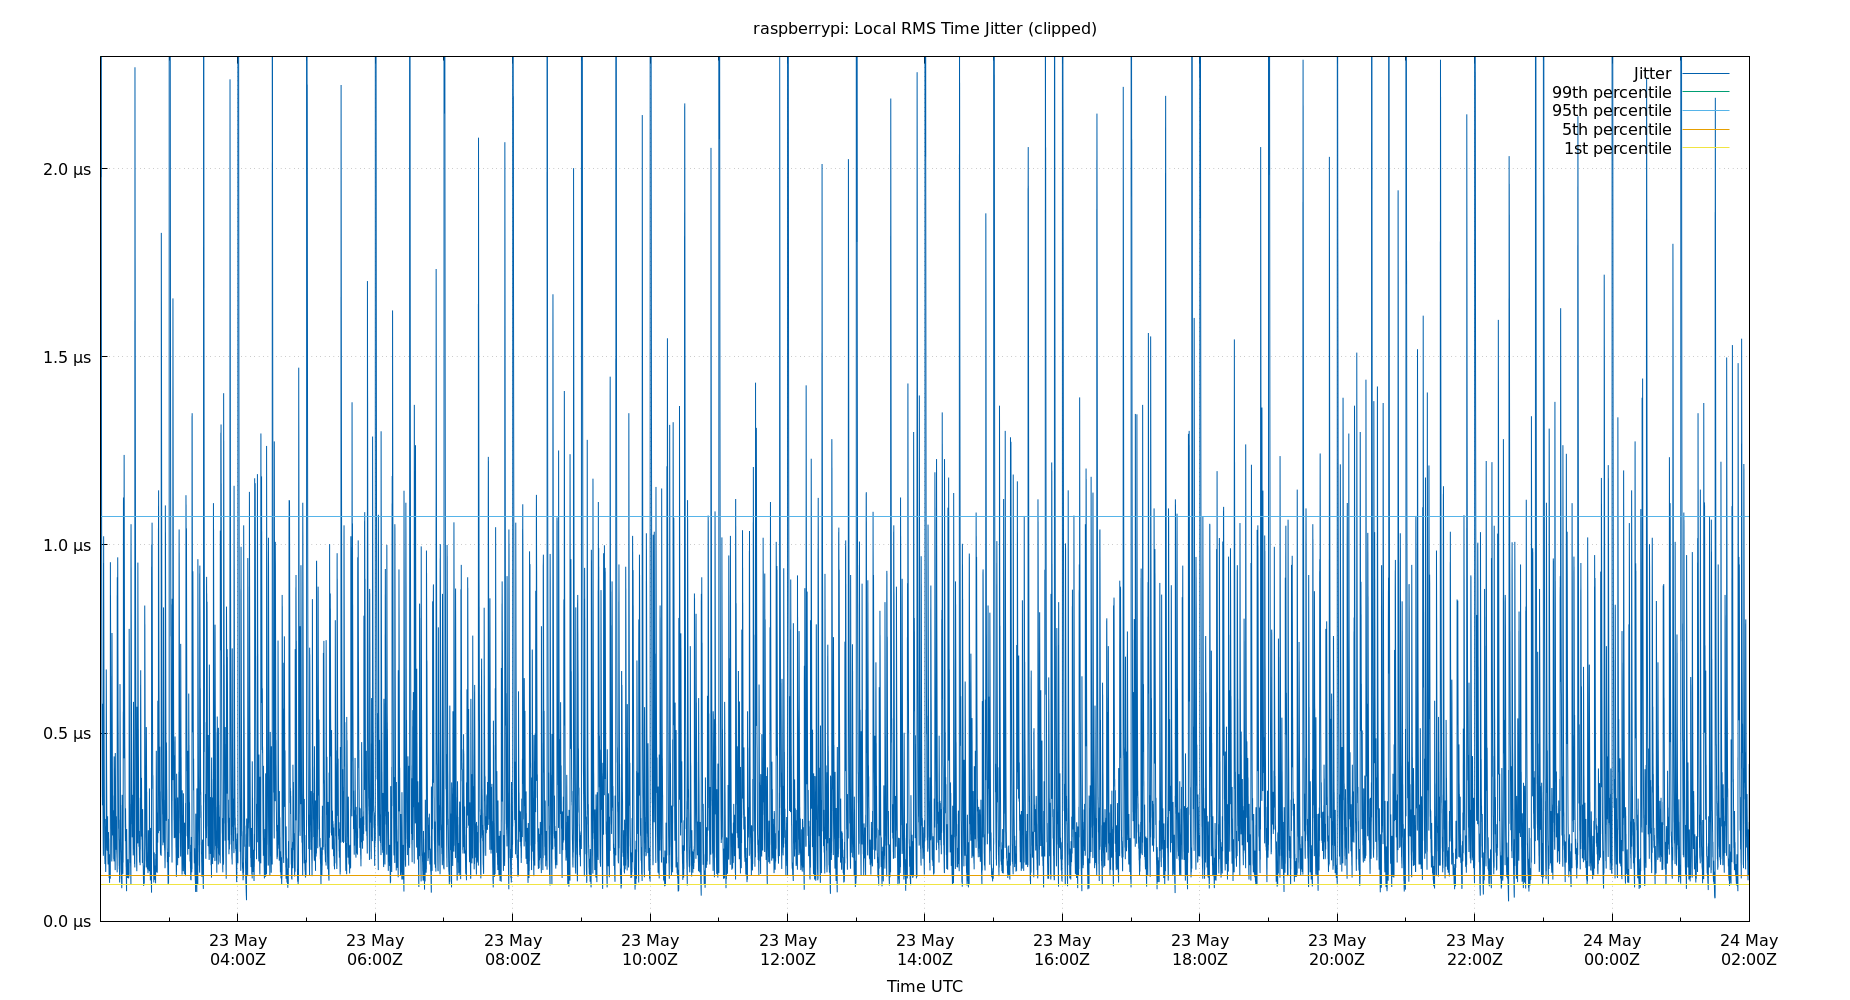 raspberrypi: Local RMS Time Jitter (clipped)
Jitter
99th percentile
95th percentile
5th percentile
1st percentile
2.0 µs
1.5 µs
1.0 µs
0.5 µs
0.0 µs
23 May 23 May 23 May 23 May 23 May 23 May 23 May 23 May 23 May 23 May 24 May 24 May
04:00Z 06:00Z 08:00Z 10:00Z 12:00Z 14:00Z 16:00Z 18:00Z 20:00Z 22:00Z 00:00Z 02:00Z
Time UTC